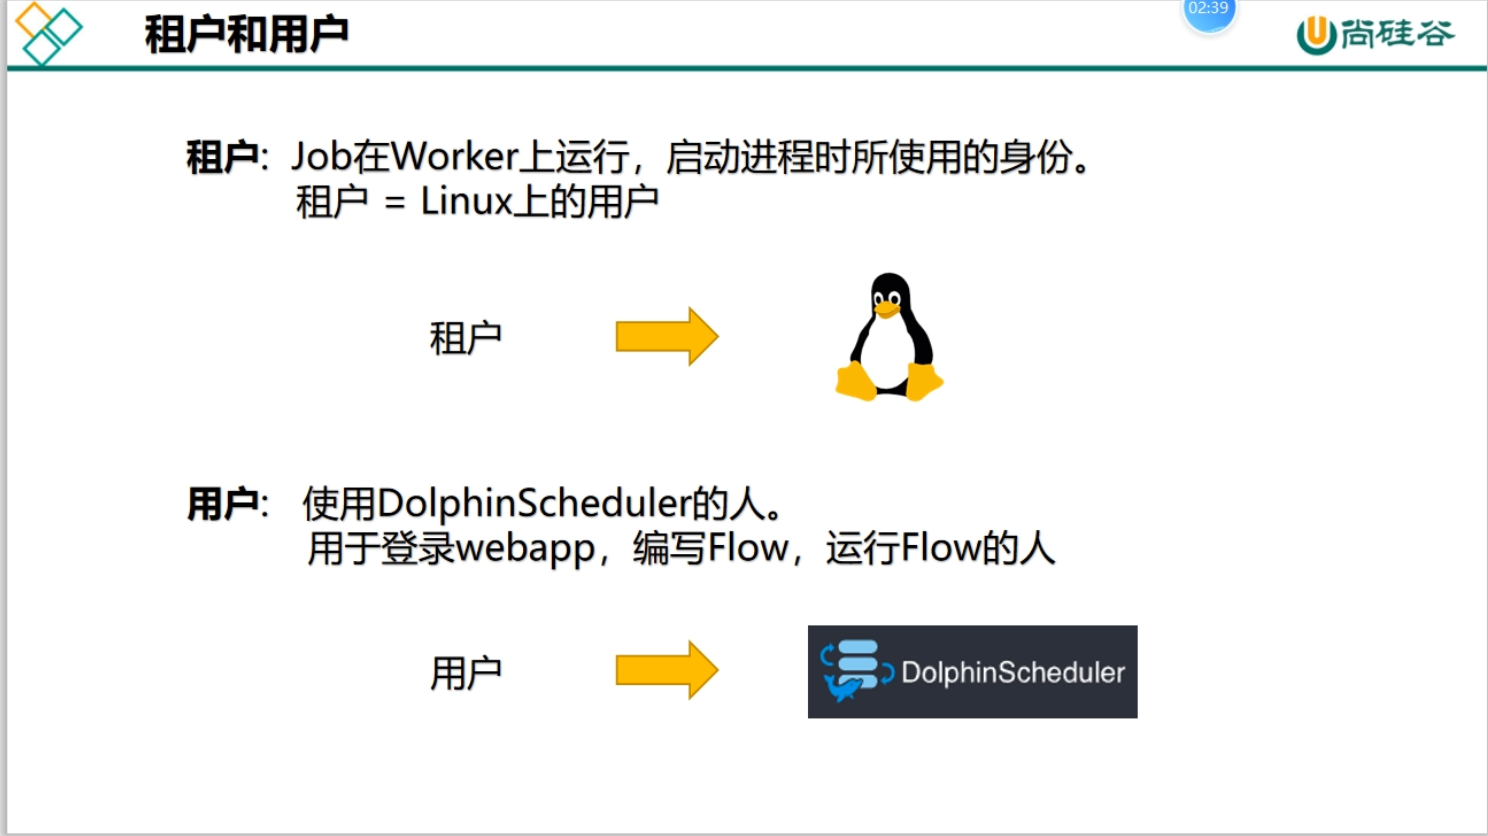 租户和用户
02:39
尚硅谷
租户：Job在Worker上运行，启动进程时所使用的身份。
租户 = Linux上的用户
租户
用户： 使用DolphinScheduler的人。
用于登录webapp，编写Flow，运行Flow的人
用户
DolphinScheduler